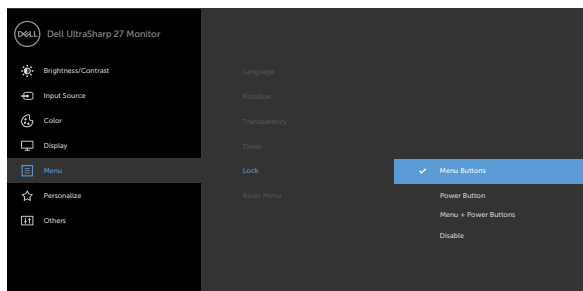 DELL
Dell UltraSharp 27 Monitor
Brightness/Contrast
Input Source
Color
Display
Menu
Personalize
Others
Language
Rotation
Transparency
Timer
Lock
Reset Menu
Menu Buttons
Power Button
Menu + Power Buttons
Disable